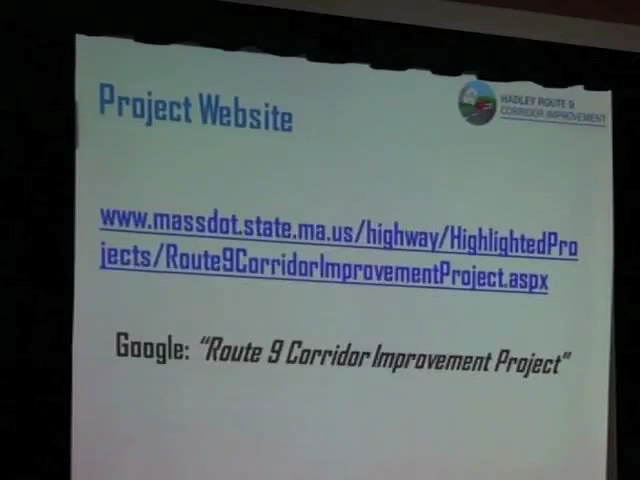 Project Website
HADLEY ROUTE 9
CORRIDOR IMPROVEMENT
www.massdot.state.ma.us/highway/HighlightedPro
jects/Route9CorridorImprovementProject.aspx
Google: "Route 9 Corridor Improvement Project"